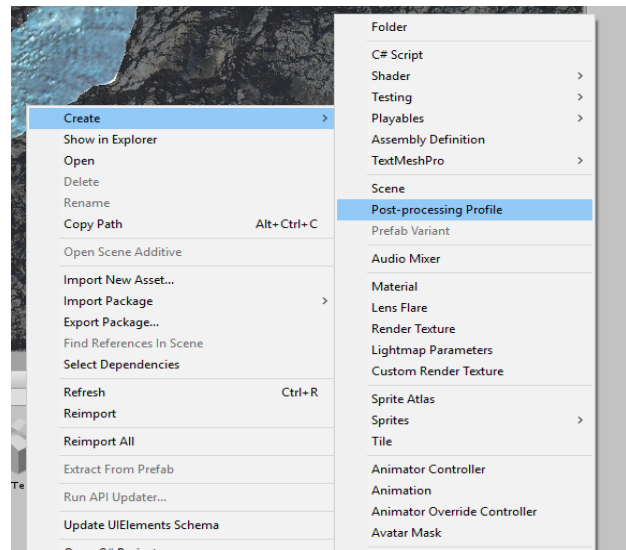 Create
Show in Explorer
Open
Delete
Rename
Copy Path Alt+Ctrl+C
Open Scene Additive
Import New Asset...
Import Package
Export Package...
Find References In Scene
Select Dependencies
Refresh Ctrl+R
Reimport
Reimport All
Extract From Prefab
Run API Updater...
Update UIElements Schema
Te
Folder
C# Script
Shader
Testing
Playables
Assembly Definition
TextMeshPro
Scene
Post-processing Profile
Prefab Variant
Audio Mixer
Material
Lens Flare
Render Texture
Lightmap Parameters
Custom Render Texture
Sprite Atlas
Sprites
Tile
Animator Controller
Animation
Animator Override Controller
Avatar Mask